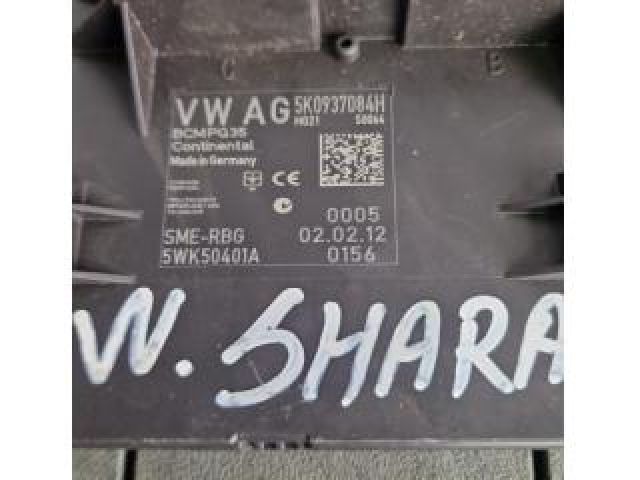 C E
VW AG 5K0937084H
H021 S0064
BCMPQ35
Continental
Made in Germany
CE
0005
SME-RBG 02.02.12
5WK50401A 0156
W. SHARA